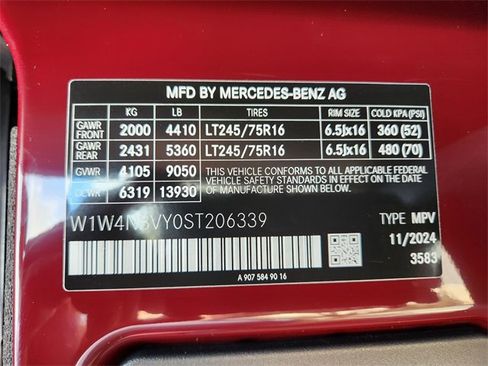 MFD BY MERCEDES-BENZ AG
KG LB TIRES RIM SIZE COLD KPA(PSI)
GAWR FRONT 2000 4410 LT245/75R16 6.5Jx16 360 (52)
GAWR REAR 2431 5360 LT245/75R16 6.5Jx16 480 (70)
GVWR 4105 9050 THIS VEHICLE CONFORMS TO ALL APPLICABLE FEDERAL
VEHICLE SAFETY STANDARDS IN EFFECT ON THE DATE
GCWR 6319 13930 OF MANUFACTURE SHOWN ABOVE.
W1W4NBVY0ST206339 TYPE: MPV
11/2024
3583
A 907 584 90 16